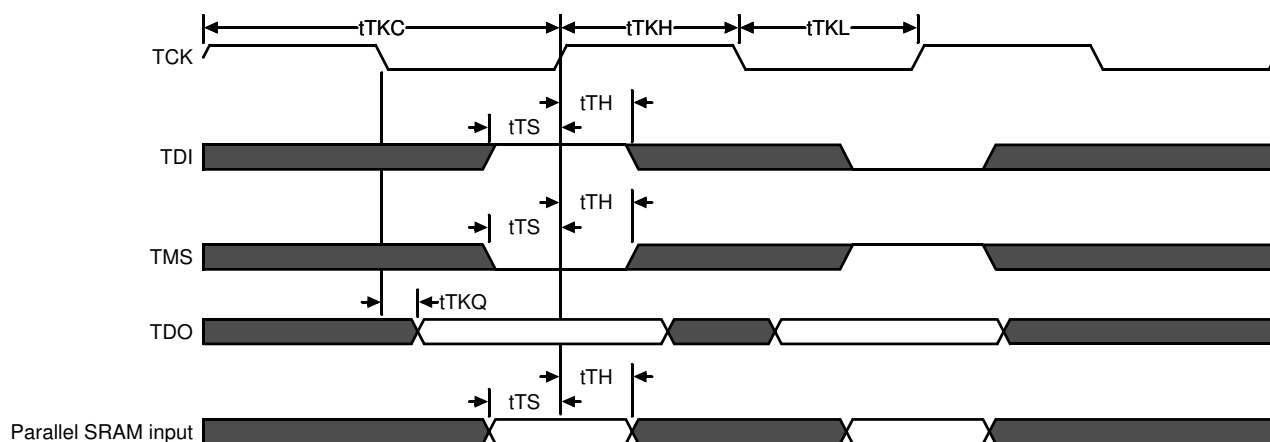 tTKC tTKH tTKL
TCK
tTH
tTS
TDI
tTH
tTS
TMS
tTKQ
TDO
tTH
tTS
Parallel SRAM input